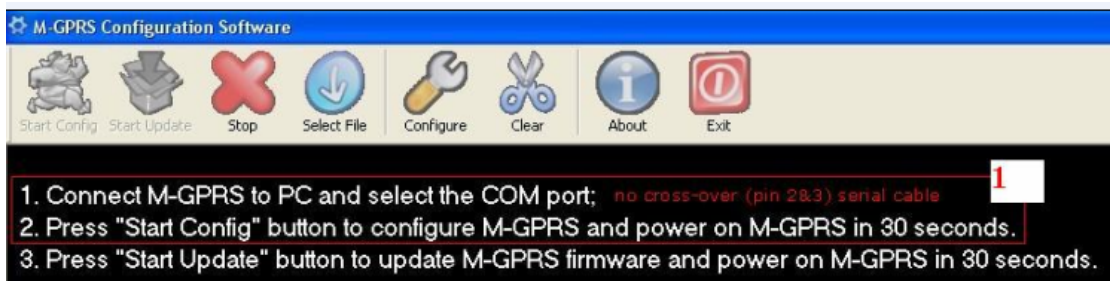 M-GPRS Configuration Software
Start Config Start Update Stop Select File Configure Clear About Exit
1
1. Connect M-GPRS to PC and select the COM port; no cross-over (pin 2&3) serial cable
2. Press "Start Config" button to configure M-GPRS and power on M-GPRS in 30 seconds.
3. Press "Start Update" button to update M-GPRS firmware and power on M-GPRS in 30 seconds.